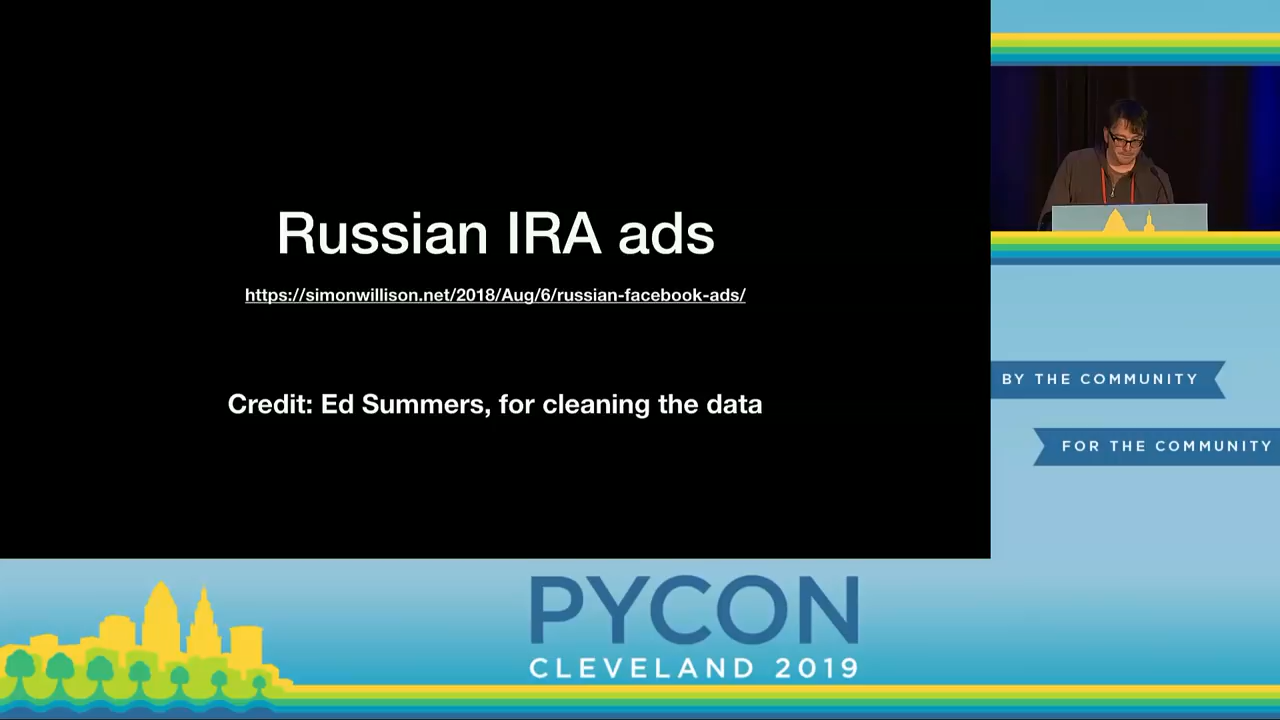 Russian IRA ads
https://simonwillison.net/2018/Aug/6/russian-facebook-ads/
Credit: Ed Summers, for cleaning the data
BY THE COMMUNITY
FOR THE COMMUNITY
PYCON
CLEVELAND 2019